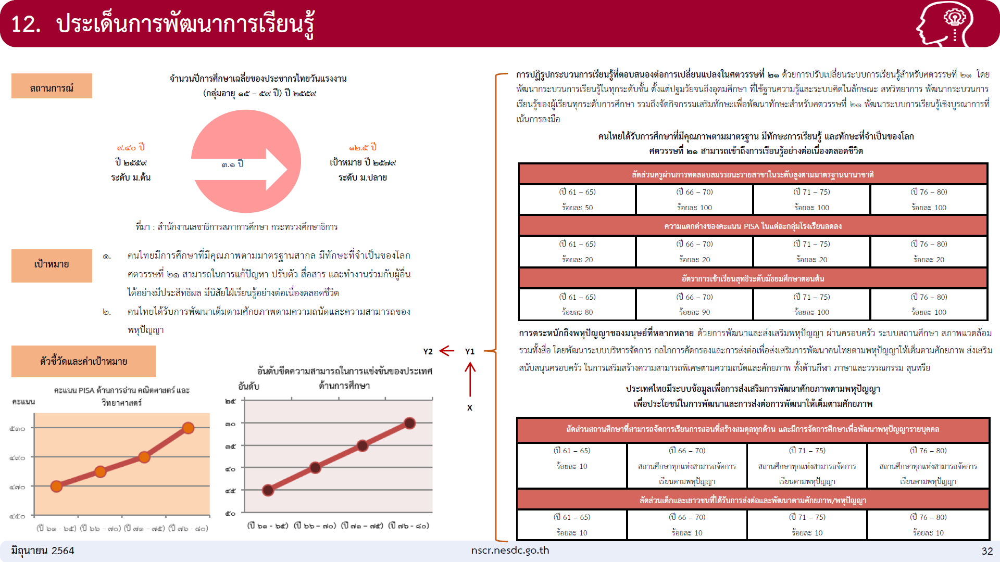 12. ประเด็นการพัฒนาการเรียนรู้
สถานการณ์
จำนวนปีการศึกษาเฉลี่ยของประชากรไทยวันแรงงาน
(กลุ่มอายุ ๑๕ – ๕๙ ปี) ปี ๒๕๕๙
๙.๔๐ ปี
ปี ๒๕๕๙
ระดับ ม.ต้น
๓.๑ ปี
๑๒.๕ ปี
เป้าหมาย ปี ๒๕๗๙
ระดับ ม.ปลาย
ที่มา : สำนักงานเลขาธิการสภาการศึกษา กระทรวงศึกษาธิการ
เป้าหมาย
๑. คนไทยมีการศึกษาที่มีคุณภาพตามมาตรฐานสากล มีทักษะที่จำเป็นของโลก
ศตวรรษที่ ๒๑ สามารถในการแก้ปัญหา ปรับตัว สื่อสาร และทำงานร่วมกับผู้อื่น
ได้อย่างมีประสิทธิผล มีนิสัยใฝ่เรียนรู้อย่างต่อเนื่องตลอดชีวิต
๒. คนไทยได้รับการพัฒนาเต็มตามศักยภาพตามความถนัดและความสามารถของ
พหุปัญญา
ตัวชี้วัดและค่าเป้าหมาย
คะแนน PISA ด้านการอ่าน คณิตศาสตร์ และ
วิทยาศาสตร์
คะแนน
๕๑๐
๔๙๐
๔๗๐
๔๕๐
(ปี ๖๑ - ๖๕) (ปี ๖๖ – ๗๐) (ปี ๗๑ – ๗๕) (ปี ๗๖ - ๘๐)
อันดับขีดความสามารถในการแข่งขันของประเทศ
ด้านการศึกษา
อันดับ
๒๕
๓๐
๓๕
๔๐
๔๕
๕๐
(ปี ๖๑ - ๖๕) (ปี ๖๖ – ๗๐) (ปี ๗๑ – ๗๕) (ปี ๗๖ - ๘๐)
Y2
Y1
X
การปฏิรูปกระบวนการเรียนรู้ที่ตอบสนองต่อการเปลี่ยนแปลงในศตวรรษที่ ๒๑ ด้วยการปรับเปลี่ยนระบบการเรียนรู้สำหรับศตวรรษที่ ๒๑ โดย
พัฒนากระบวนการเรียนรู้ในทุกระดับชั้น ตั้งแต่ปฐมวัยจนถึงอุดมศึกษา ที่ใช้ฐานความรู้และระบบคิดในลักษณะ สหวิทยาการ พัฒนากระบวนการ
เรียนรู้ของผู้เรียนทุกระดับการศึกษา รวมถึงจัดกิจกรรมเสริมทักษะเพื่อพัฒนาทักษะสำหรับศตวรรษที่ ๒๑ พัฒนาระบบการเรียนรู้เชิงบูรณาการที่
เน้นการลงมือ
คนไทยได้รับการศึกษาที่มีคุณภาพตามมาตรฐาน มีทักษะการเรียนรู้ และทักษะที่จำเป็นของโลก
ศตวรรษที่ ๒๑ สามารถเข้าถึงการเรียนรู้อย่างต่อเนื่องตลอดชีวิต
สัดส่วนครูผ่านการทดสอบสมรรถนะรายสาขาในระดับสูงตามมาตรฐานนานาชาติ
(ปี 61 – 65) (ปี 66 – 70) (ปี 71 – 75) (ปี 76 – 80)
ร้อยละ 50 ร้อยละ 100 ร้อยละ 100 ร้อยละ 100
ความแตกต่างของคะแนน PISA ในแต่ละกลุ่มโรงเรียนลดลง
(ปี 61 – 65) (ปี 66 – 70) (ปี 71 – 75) (ปี 76 – 80)
ร้อยละ 20 ร้อยละ 20 ร้อยละ 20 ร้อยละ 20
อัตราการเข้าเรียนสุทธิระดับมัธยมศึกษาตอนต้น
(ปี 61 – 65) (ปี 66 – 70) (ปี 71 – 75) (ปี 76 – 80)
ร้อยละ 80 ร้อยละ 90 ร้อยละ 100 ร้อยละ 100
การตระหนักถึงพหุปัญญาของมนุษย์ที่หลากหลาย ด้วยการพัฒนาและส่งเสริมพหุปัญญา ผ่านครอบครัว ระบบสถานศึกษา สภาพแวดล้อม
รวมทั้งสื่อ โดยพัฒนาระบบบริหารจัดการ กลไกการคัดกรองและการส่งต่อเพื่อส่งเสริมการพัฒนาคนไทยตามพหุปัญญาให้เต็มตามศักยภาพ ส่งเสริม
สนับสนุนครอบครัว ในการเสริมสร้างความสามารถพิเศษตามความถนัดและศักยภาพ ทั้งด้านกีฬา ภาษาและวรรณกรรม สุนทรีย
ประเทศไทยมีระบบข้อมูลเพื่อการส่งเสริมการพัฒนาศักยภาพตามพหุปัญญา
เพื่อประโยชน์ในการพัฒนาและการส่งต่อการพัฒนาให้เต็มตามศักยภาพ
สัดส่วนสถานศึกษาที่สามารถจัดการเรียนการสอนที่สร้างสมดุลทุกด้าน และมีการจัดการศึกษาเพื่อพัฒนาพหุปัญญารายบุคคล
(ปี 61 – 65) (ปี 66 – 70) (ปี 71 – 75) (ปี 76 – 80)
ร้อยละ 10 สถานศึกษาทุกแห่งสามารถจัดการ สถานศึกษาทุกแห่งสามารถจัดการ สถานศึกษาทุกแห่งสามารถจัดการ
เรียนตามพหุปัญญา เรียนตามพหุปัญญา เรียนตามพหุปัญญา
สัดส่วนเด็กและเยาวชนที่ได้รับการส่งต่อและพัฒนาตามศักยภาพ/พหุปัญญา
(ปี 61 – 65) (ปี 66 – 70) (ปี 71 – 75) (ปี 76 – 80)
ร้อยละ 10 ร้อยละ 10 ร้อยละ 10 ร้อยละ 10
มิถุนายน 2564
nscr.nesdc.go.th
32